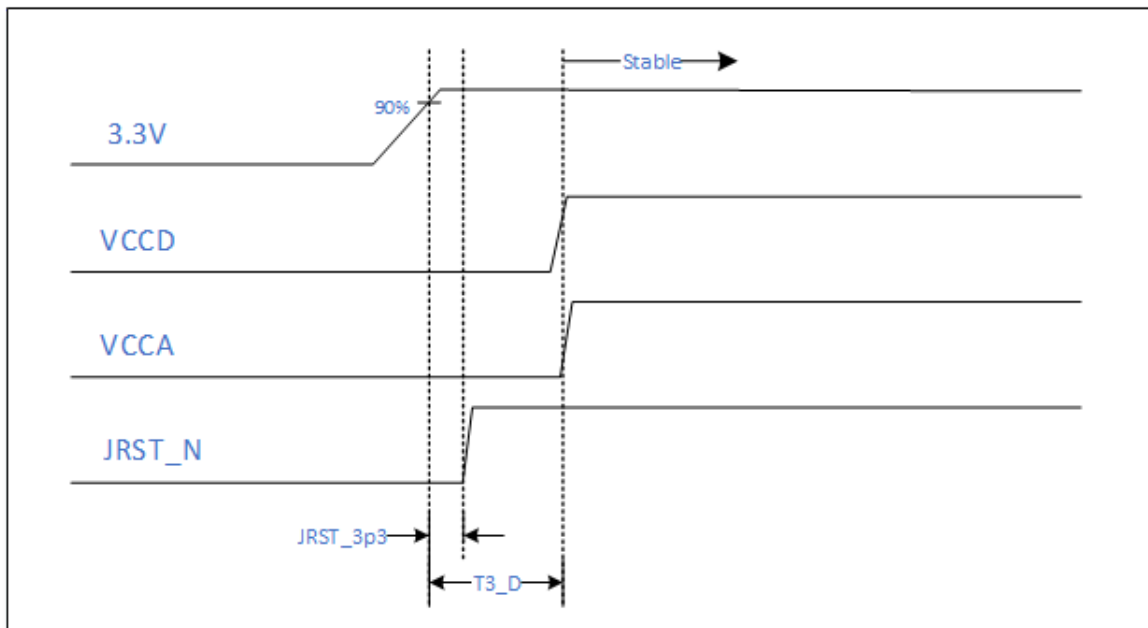 Stable
90%
3.3V
VCCD
VCCA
JRST_N
JRST_3p3
T3_D